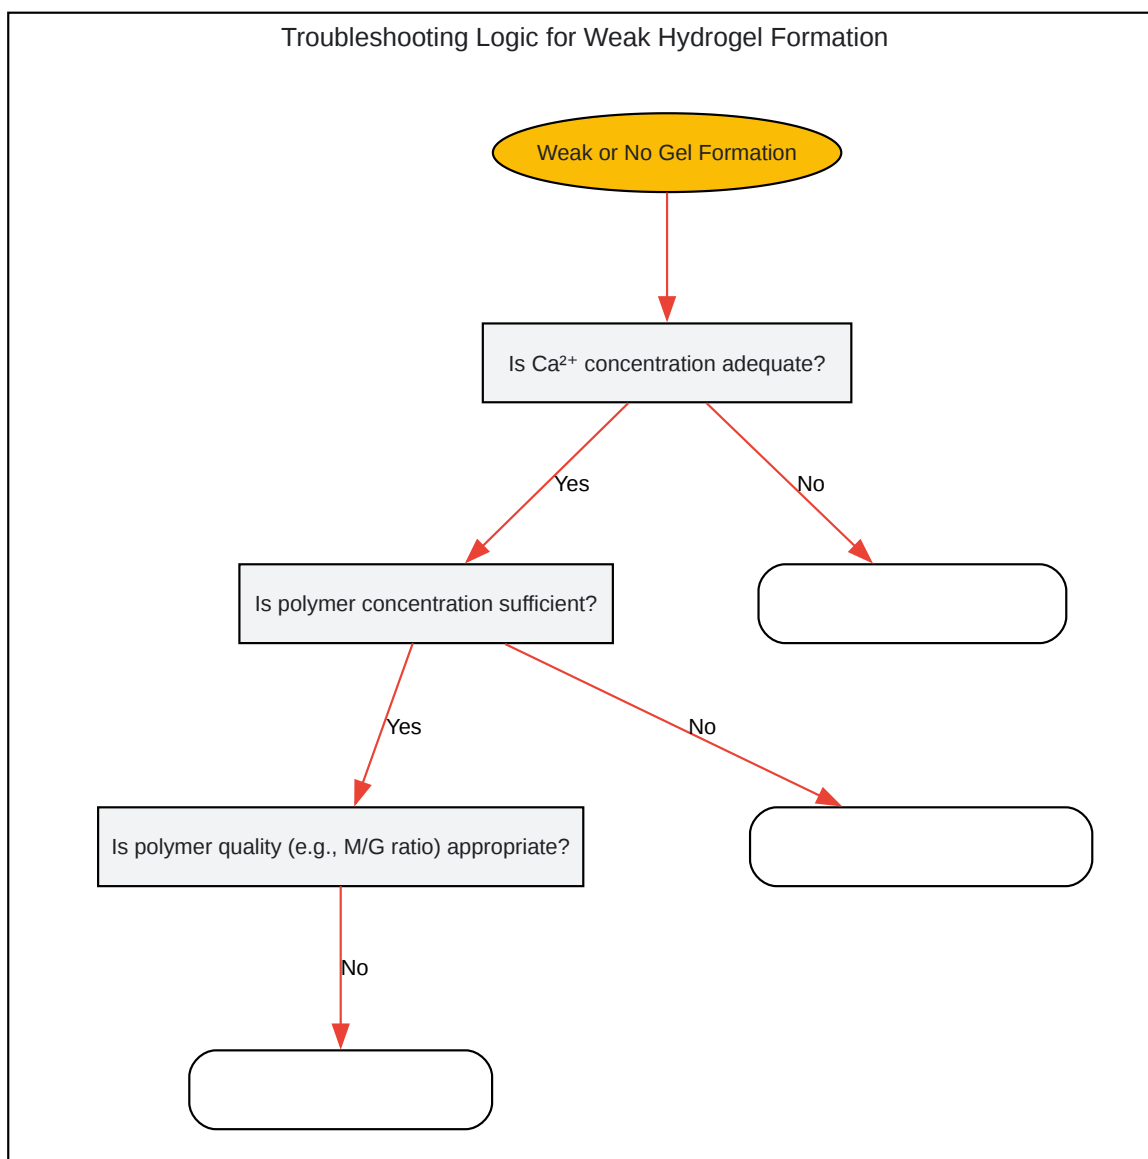 Troubleshooting Logic for Weak Hydrogel Formation
Weak or No Gel Formation
Is Ca²⁺ concentration adequate?
Yes
No
Is polymer concentration sufficient?
Yes
No
Is polymer quality (e.g., M/G ratio) appropriate?
No